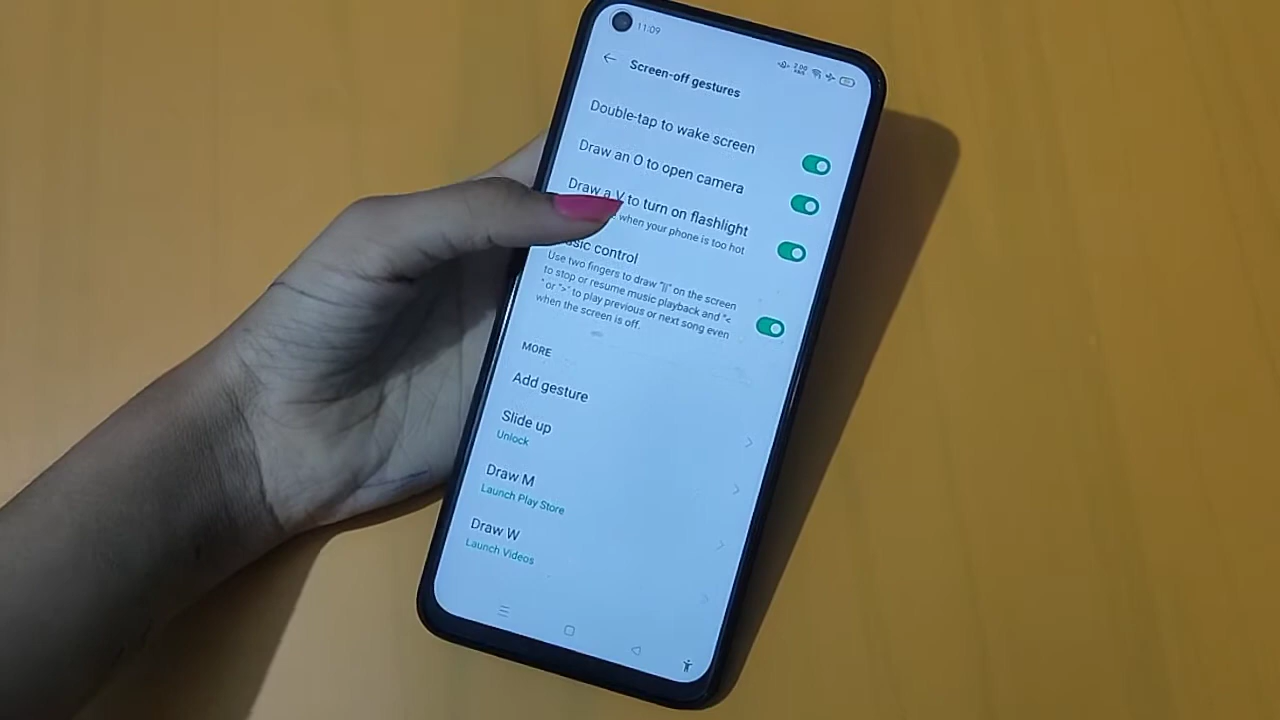 11:09
Screen-off gestures
Double-tap to wake screen
Draw an O to open camera
Draw a V to turn on flashlight
when your phone is too hot
control
Use two fingers to draw "||" on the screen
to stop or resume music playback and "<
" or ">" to play previous or next song even
when the screen is off.
MORE
Add gesture
Slide up
Unlock
Draw M
Launch Play Store
Draw W
Launch Videos